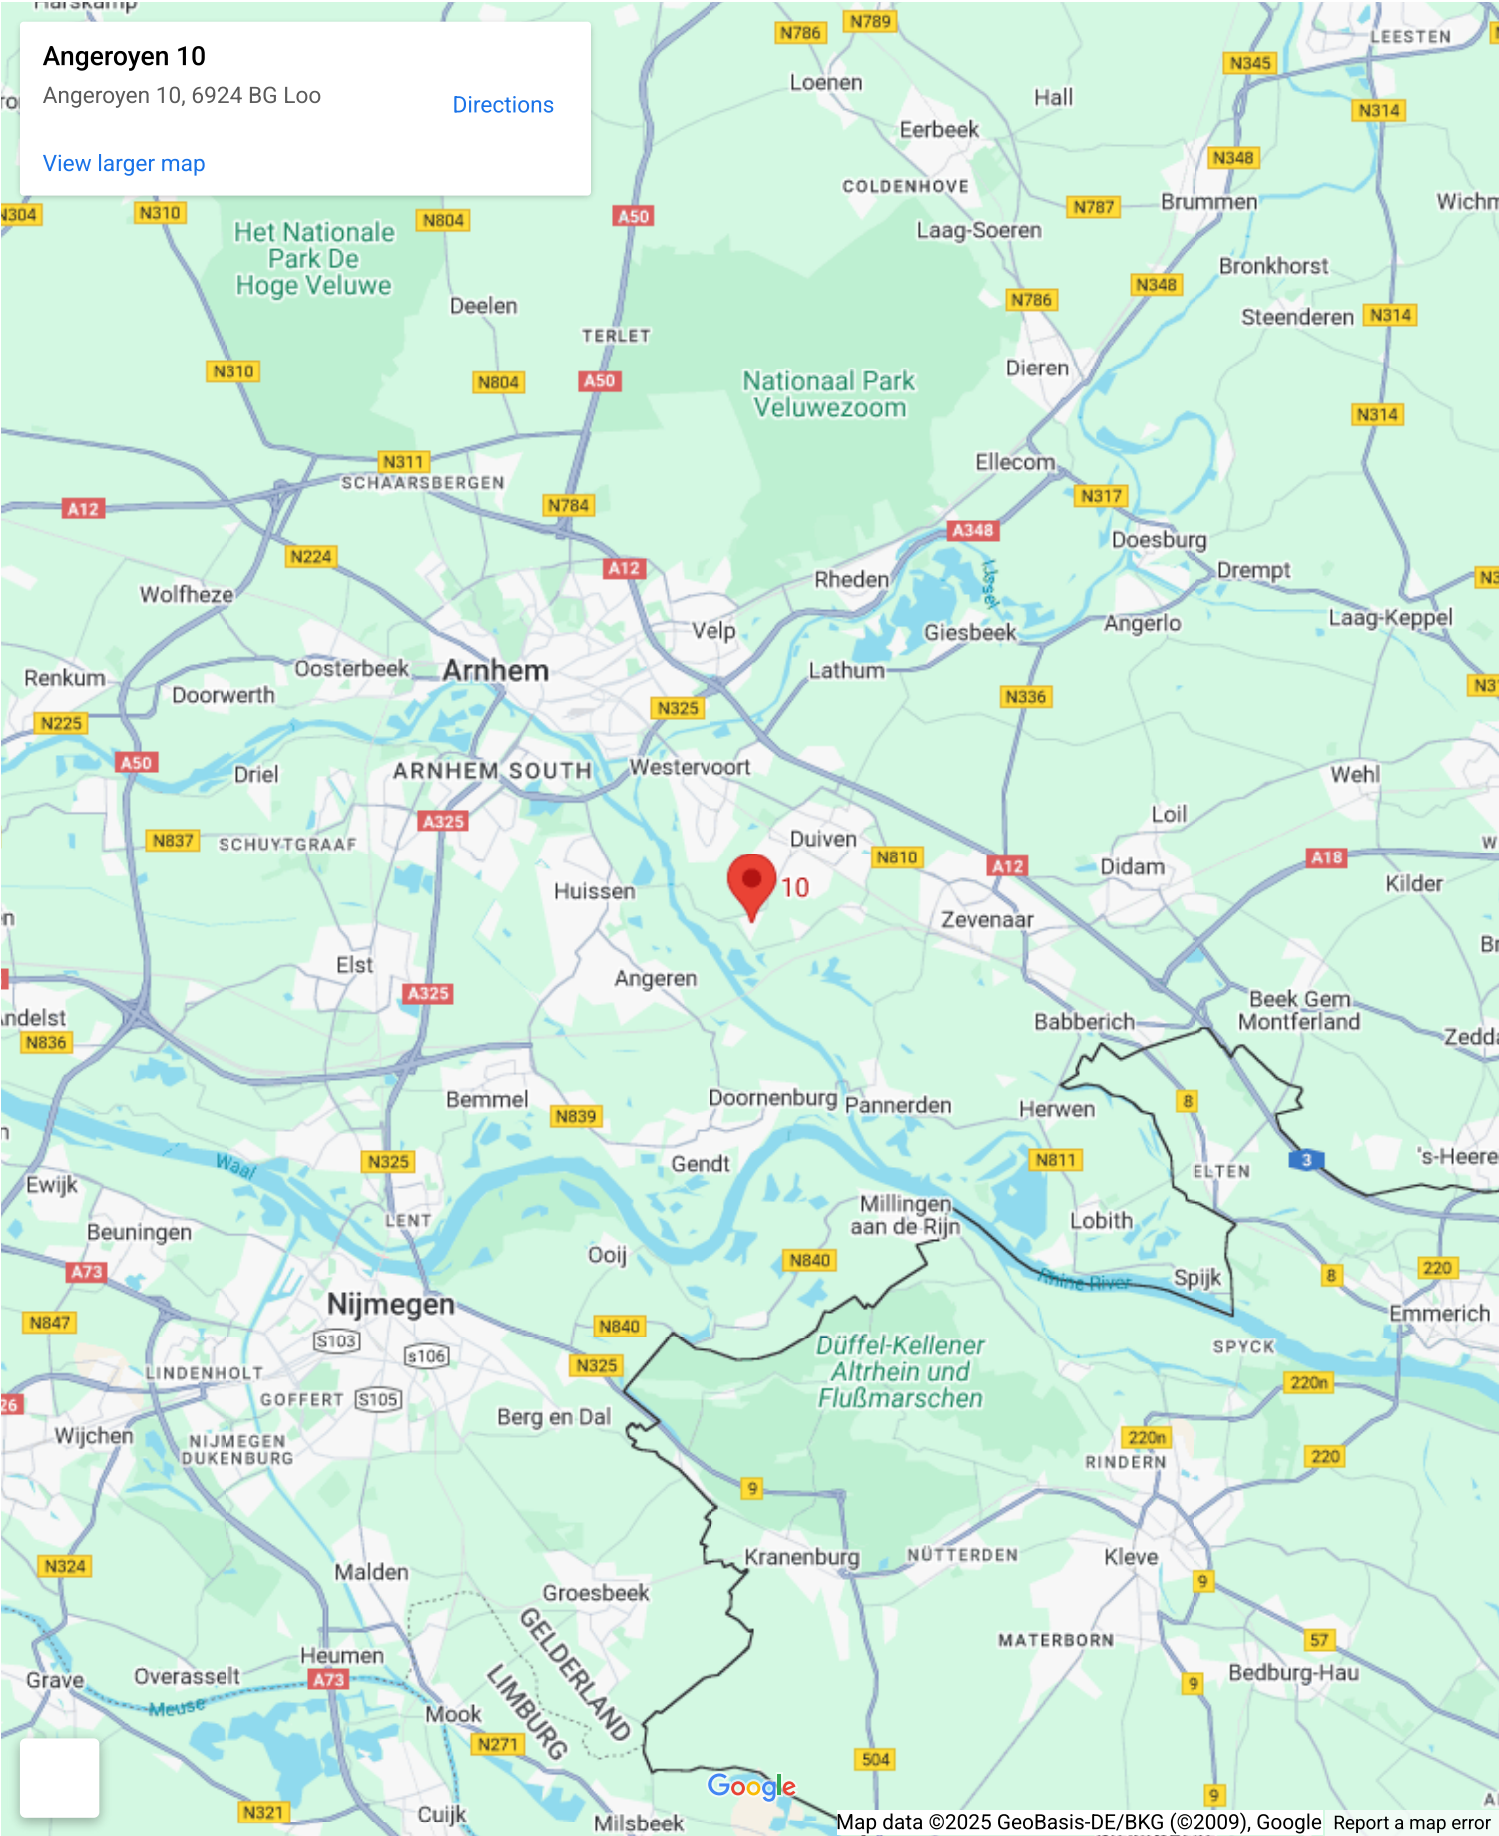 Harskamp
Angeroyen 10
Angeroyen 10, 6924 BG Loo
Directions
View larger map
N786
N789
LEESTEN
N345
Loenen
Hall
N314
Eerbeek
N348
COLDENHOVE
N304
N310
N804
A50
N787
Brummen
Laag-Soeren
Het Nationale
Park De
Hoge Veluwe
Bronkhorst
N786
N348
Deelen
Steenderen
N314
TERLET
N310
N804
A50
Nationaal Park
Veluwezoom
Dieren
N314
N311
SCHAARSBERGEN
Ellecom
A12
N784
N317
A348
N224
A12
Doesburg
Rheden
IJssel
Drempt
Wolfheze
Velp
Giesbeek
Angerlo
Laag-Keppel
Renkum
Oosterbeek
Arnhem
Lathum
Doorwerth
N225
N325
N336
A50
Driel
ARNHEM SOUTH
Westervoort
Wehl
N837
SCHUYTGRAAF
A325
Duiven
Loil
N810
A12
Didam
A18
Huissen
10
Kilder
Zevenaar
Elst
Angeren
A325
Beek Gem
Montferland
Babberich
N836
Bemmel
Doornenburg
Pannerden
Herwen
8
N839
Waal
N325
Gendt
N811
ELTEN
3
Ewijk
Millingen
aan de Rijn
LENT
Lobith
Beuningen
Ooij
N840
A73
Rhine River
Spijk
8
220
Nijmegen
N847
S103
s106
N840
Emmerich
SPYCK
Düffel-Kellener
Altrhein und
Flußmarschen
LINDENHOLT
N325
GOFFERT
S105
220n
Berg en Dal
Wijchen
NIJMEGEN
DUKENBURG
220n
220
RINDERN
9
N324
Malden
Kranenburg
NÜTTERDEN
Kleve
Groesbeek
9
GELDERLAND
LIMBURG
MATERBORN
57
Heumen
Grave
Overasselt
A73
Meuse
Bedburg-Hau
9
Mook
N271
504
Google
9
N321
Cuijk
Milsbeek
Map data ©2025 GeoBasis-DE/BKG (©2009), Google
Report a map error